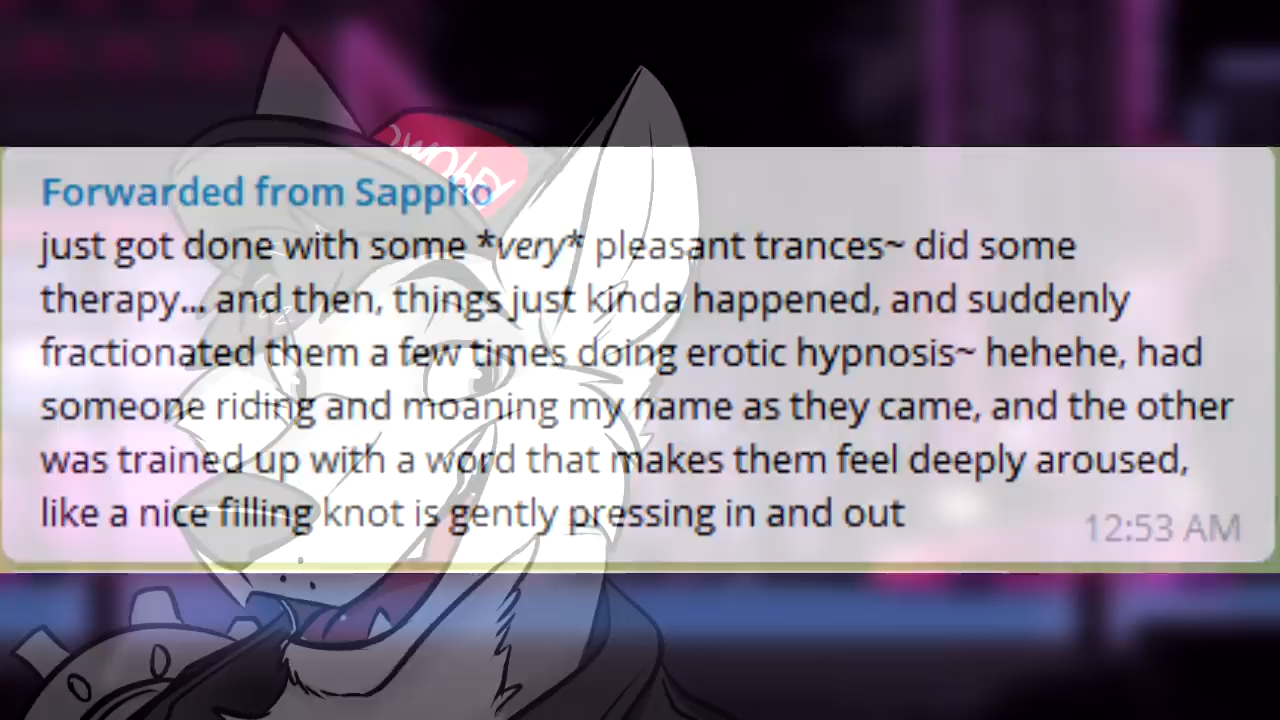 OwObEY
Forwarded from Sappho
just got done with some *very* pleasant trances~ did some
therapy... and then, things just kinda happened, and suddenly
fractionated them a few times doing erotic hypnosis~ hehehe, had
someone riding and moaning my name as they came, and the other
was trained up with a word that makes them feel deeply aroused,
like a nice filling knot is gently pressing in and out
12:53 AM